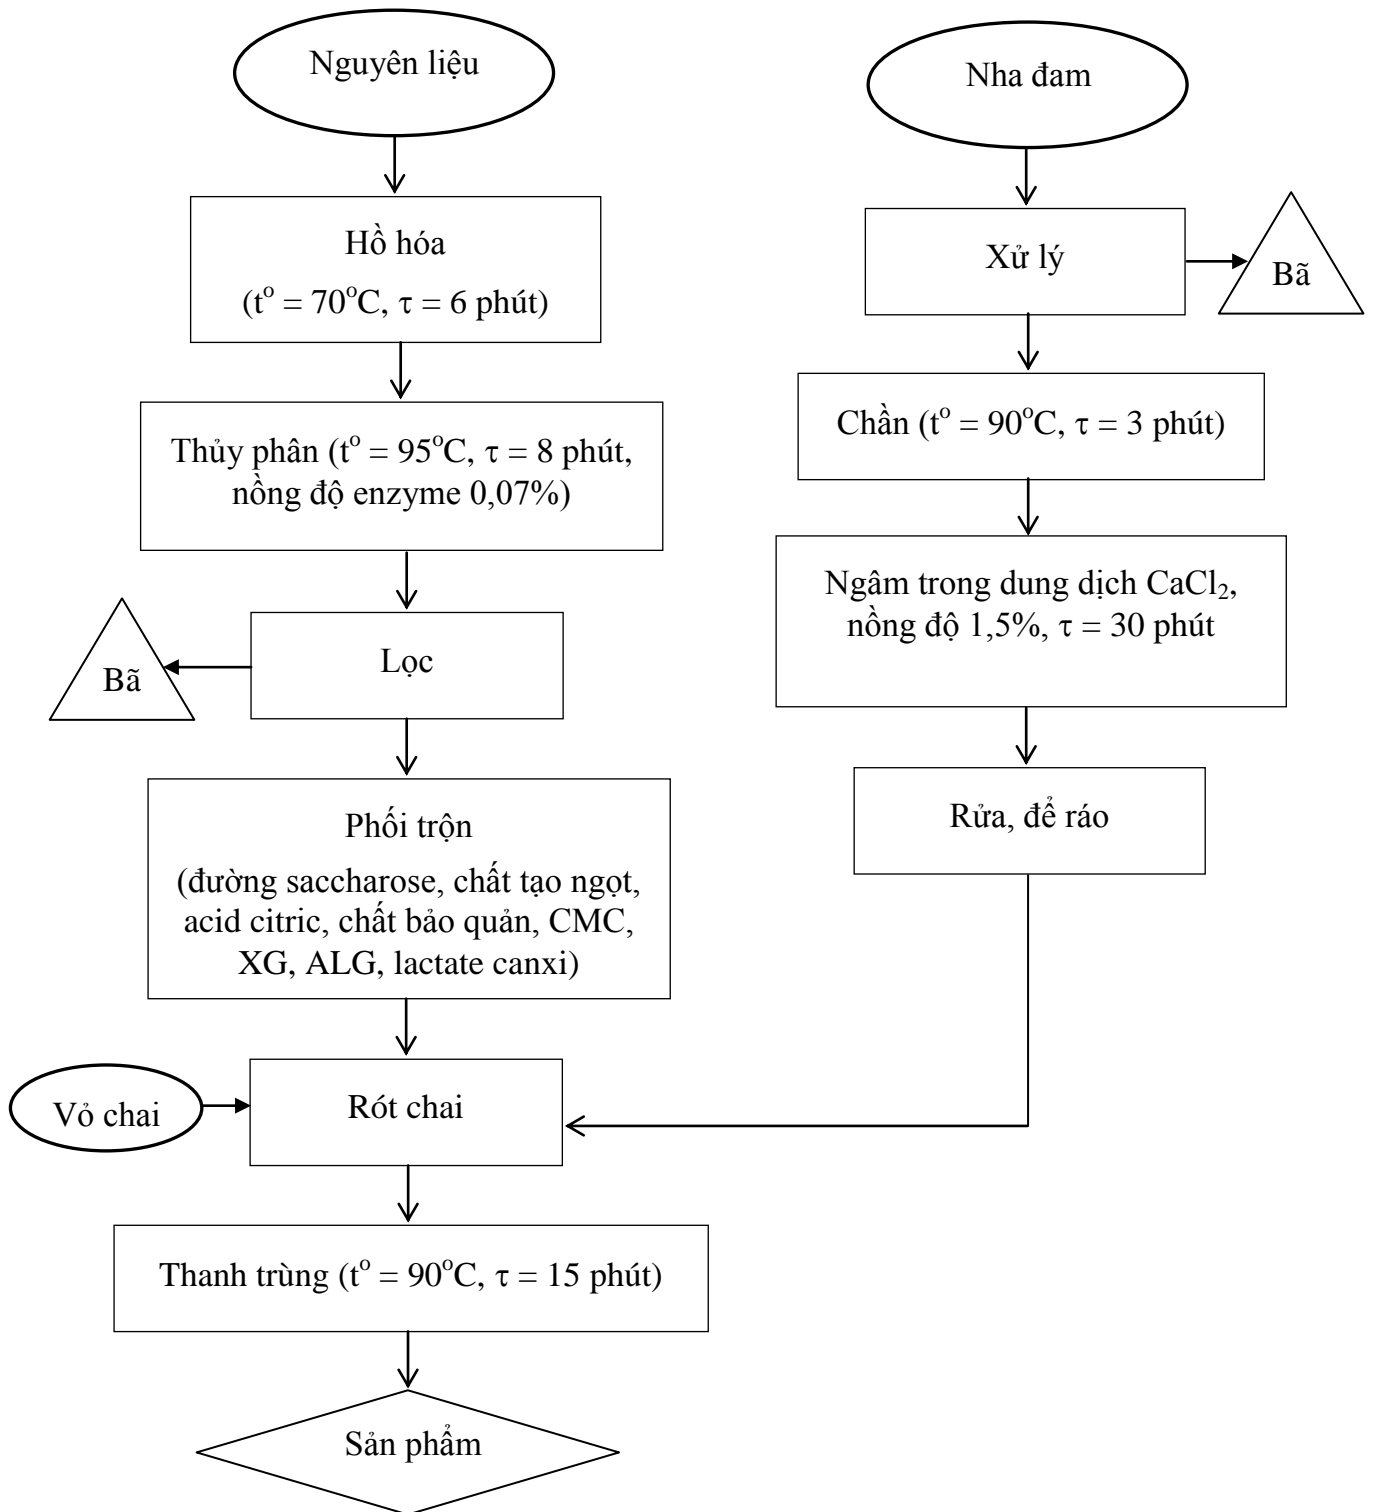 Nguyên liệu
Hồ hóa
(tº = 70ºC, τ = 6 phút)
Thủy phân (tº = 95ºC, τ = 8 phút,
nồng độ enzyme 0,07%)
Lọc
Bã
Phối trộn
(đường saccharose, chất tạo ngọt,
acid citric, chất bảo quản, CMC,
XG, ALG, lactate canxi)
Vỏ chai
Rót chai
Thanh trùng (tº = 90ºC, τ = 15 phút)
Sản phẩm
Nha đam
Xử lý
Bã
Chần (tº = 90ºC, τ = 3 phút)
Ngâm trong dung dịch CaCl₂,
nồng độ 1,5%, τ = 30 phút
Rửa, để ráo